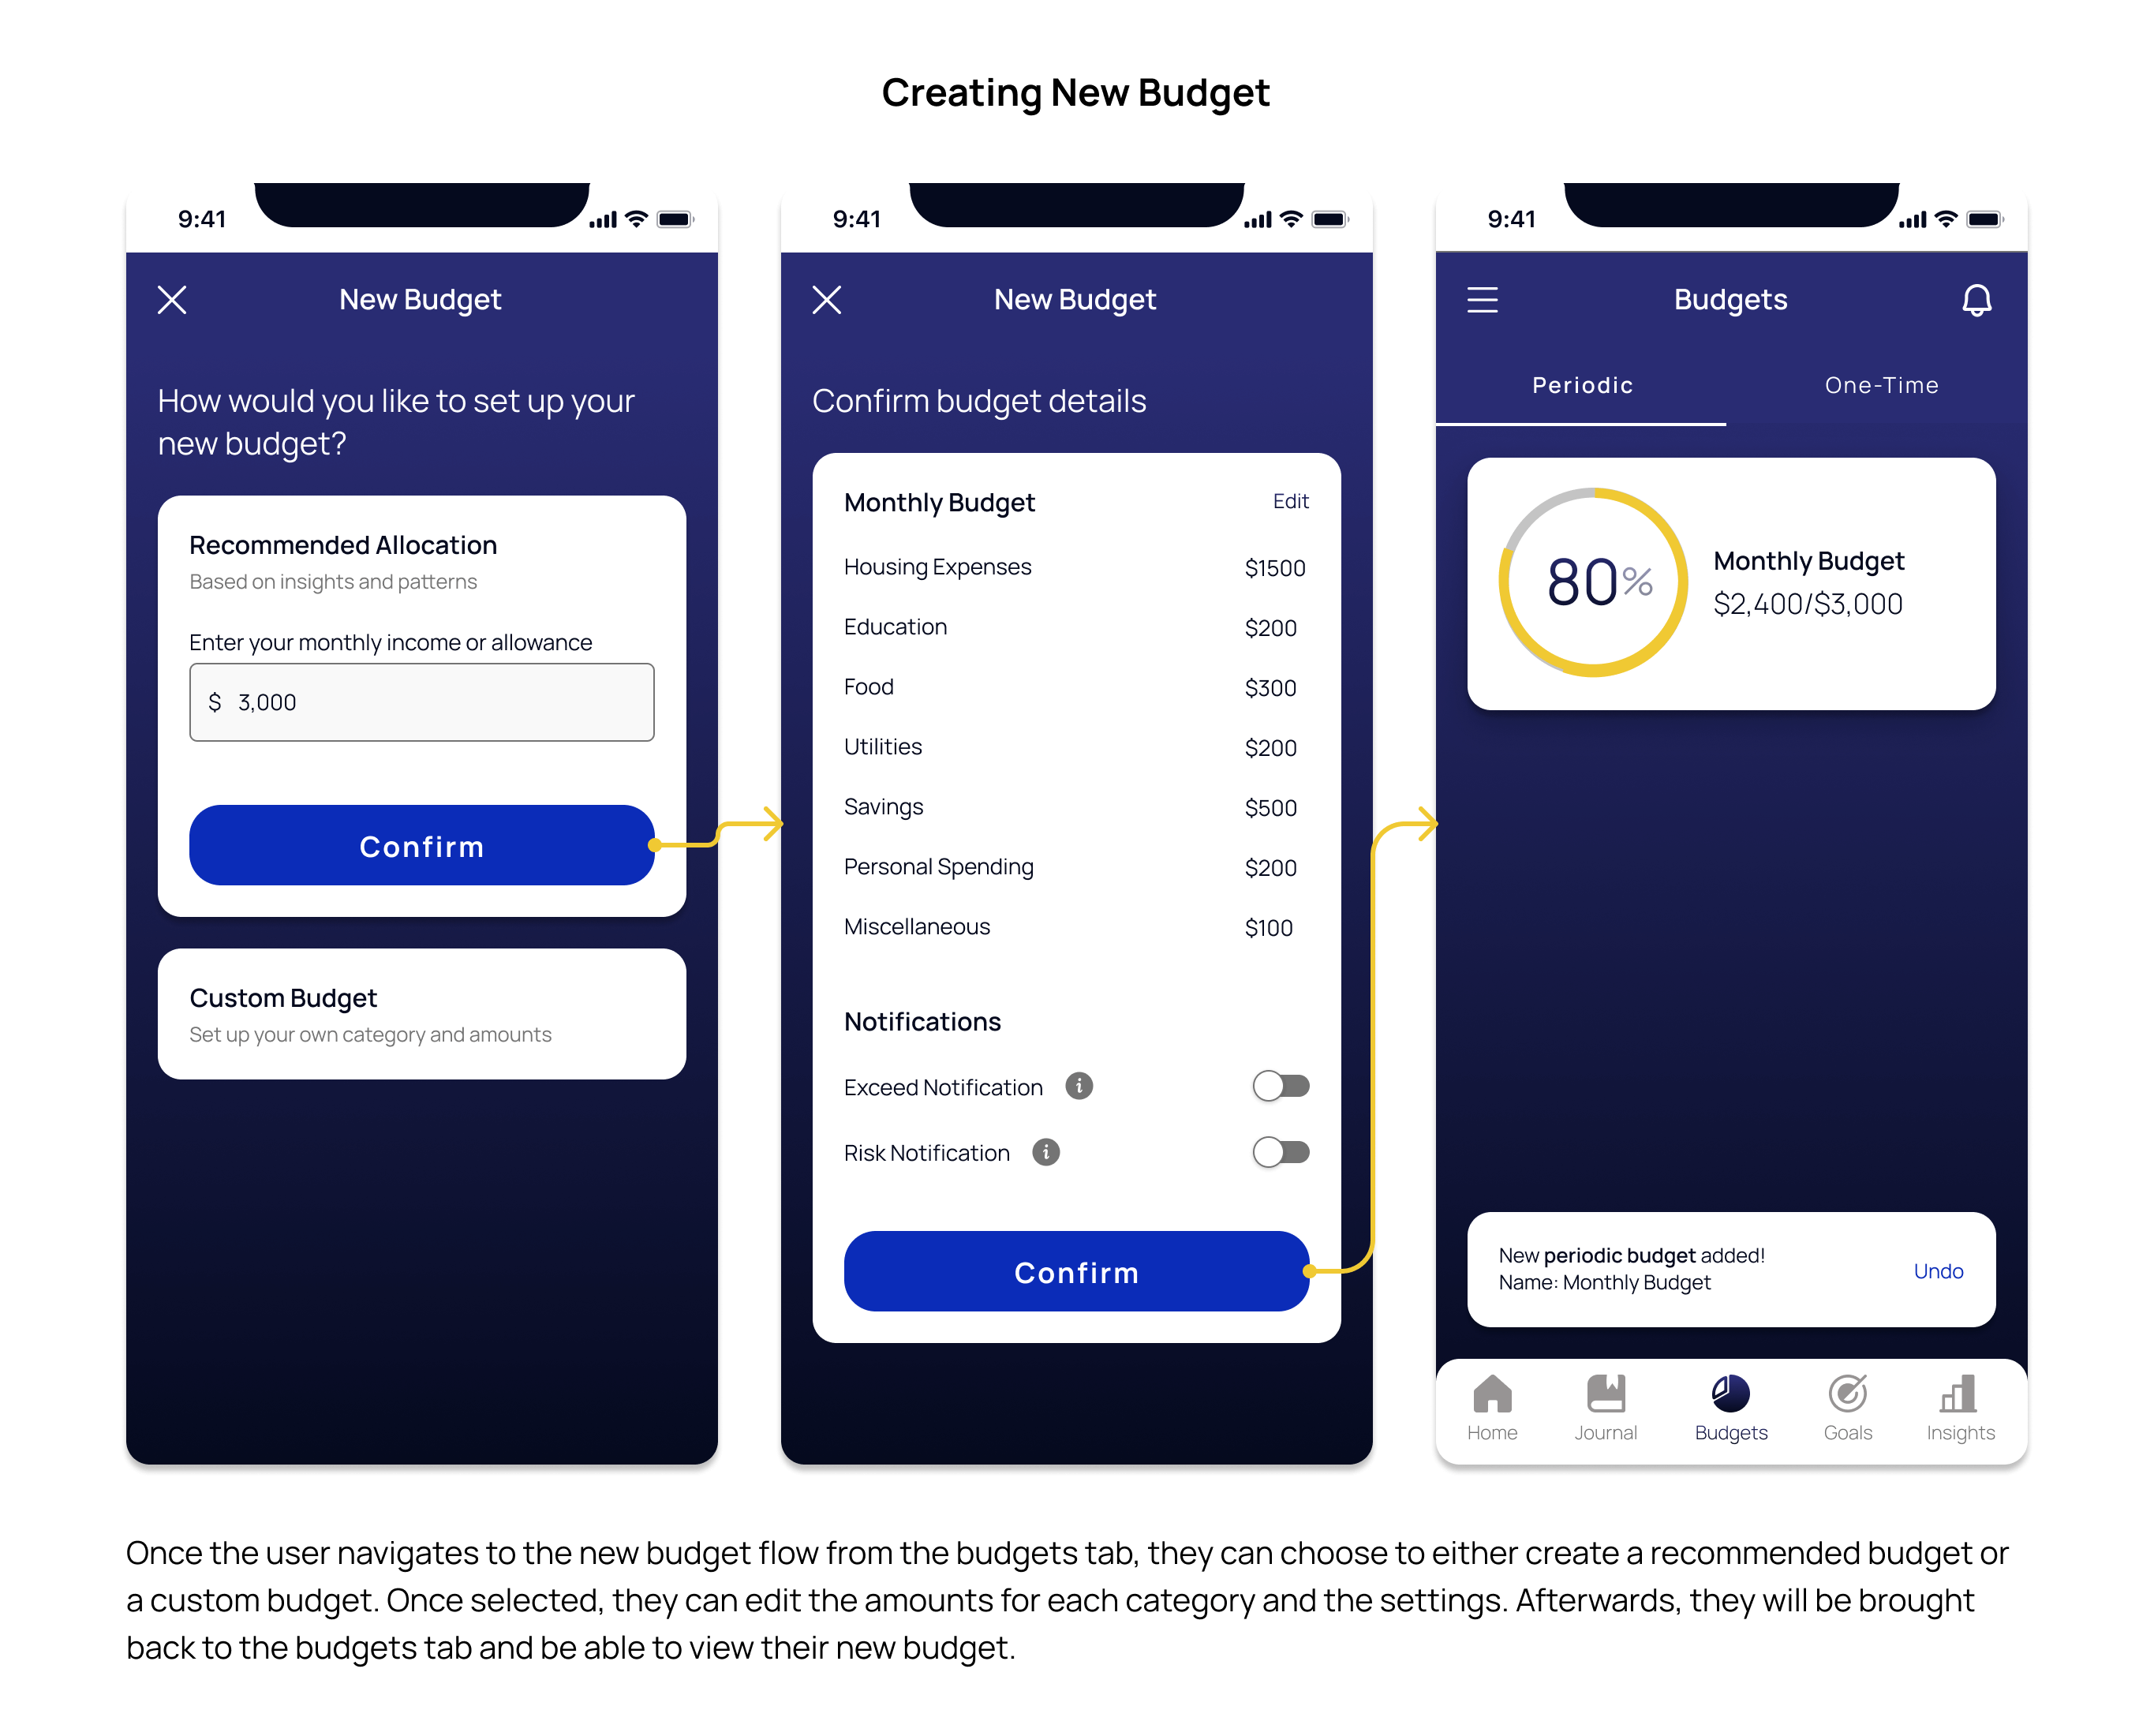 Creating New Budget
9:41
New Budget
How would you like to set up your
new budget?
Recommended Allocation
Based on insights and patterns
Enter your monthly income or allowance
$ 3,000
Confirm
Custom Budget
Set up your own category and amounts
9:41
New Budget
Confirm budget details
Monthly Budget Edit
Housing Expenses $1500
Education $200
Food $300
Utilities $200
Savings $500
Personal Spending $200
Miscellaneous $100
Notifications
Exceed Notification i
Risk Notification i
Confirm
9:41
Budgets
Periodic One-Time
80%
Monthly Budget
$2,400/$3,000
New periodic budget added!
Name: Monthly Budget
Undo
Home Journal Budgets Goals Insights
Once the user navigates to the new budget flow from the budgets tab, they can choose to either create a recommended budget or
a custom budget. Once selected, they can edit the amounts for each category and the settings. Afterwards, they will be brought
back to the budgets tab and be able to view their new budget.